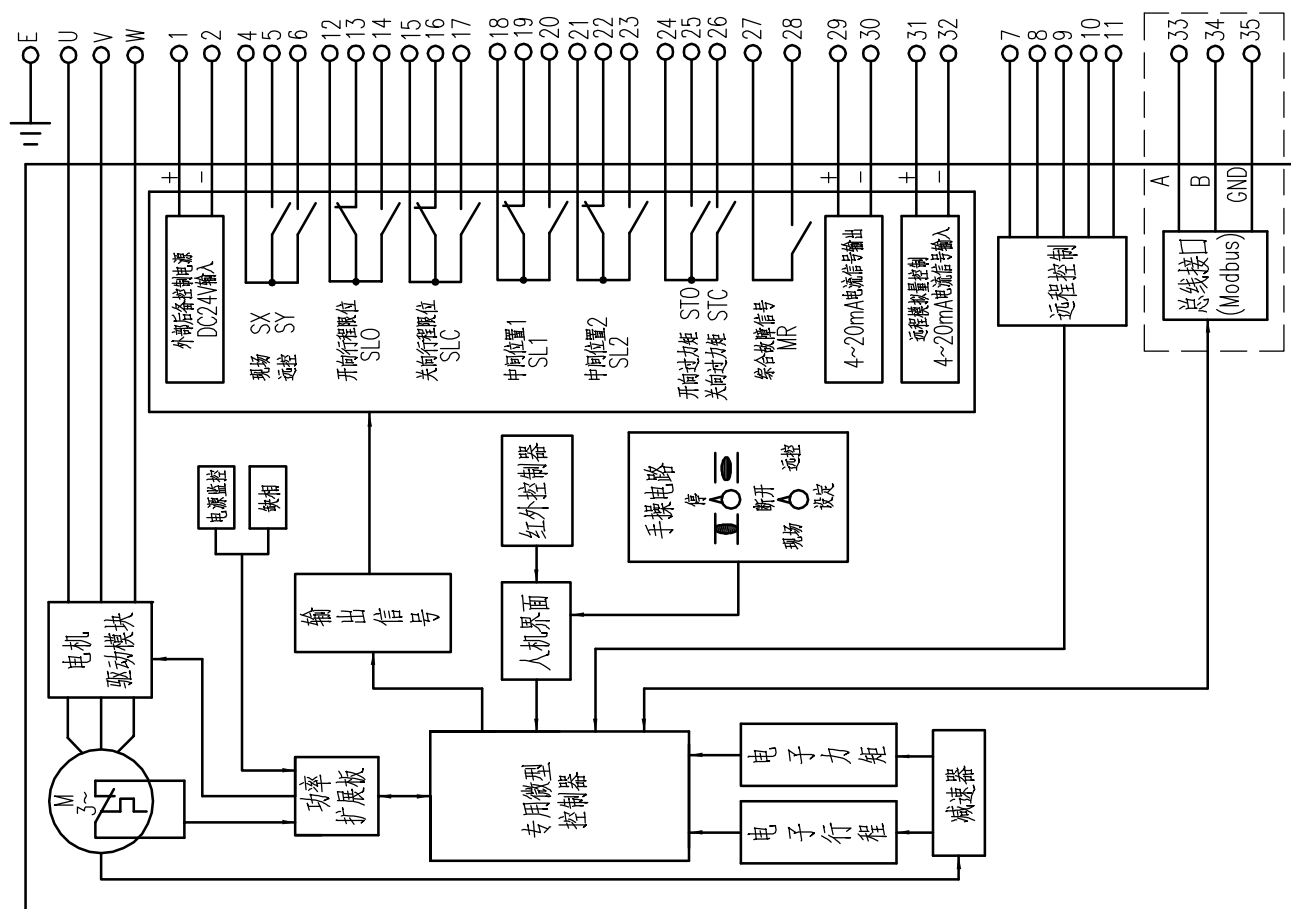 E
U
V
W
1
2
4
5
6
12
13
14
15
16
17
18
19
20
21
22
23
24
25
26
27
28
29
30
31
32
7
8
9
10
11
33
34
35
+
-
外部后备控制电源
DC24V输入
现场 SX
远控 SY
开向行程限位
SLO
关向行程限位
SLC
中间位置1
SL1
中间位置2
SL2
开向过力矩 STO
关向过力矩 STC
综合故障信号
MR
+
-
4~20mA电流信号输出
+
-
远程模拟量控制
4~20mA电流信号输入
远程控制
A
B
GND
总线接口
(Modbus)
电源监控
缺相
红外控制器
手操电路
停
断开
现场
远控
设定
电机
驱动模块
输出信号
人机界面
M
3~
功率
扩展板
专用微型
控制器
电子力矩
电子行程
减速器